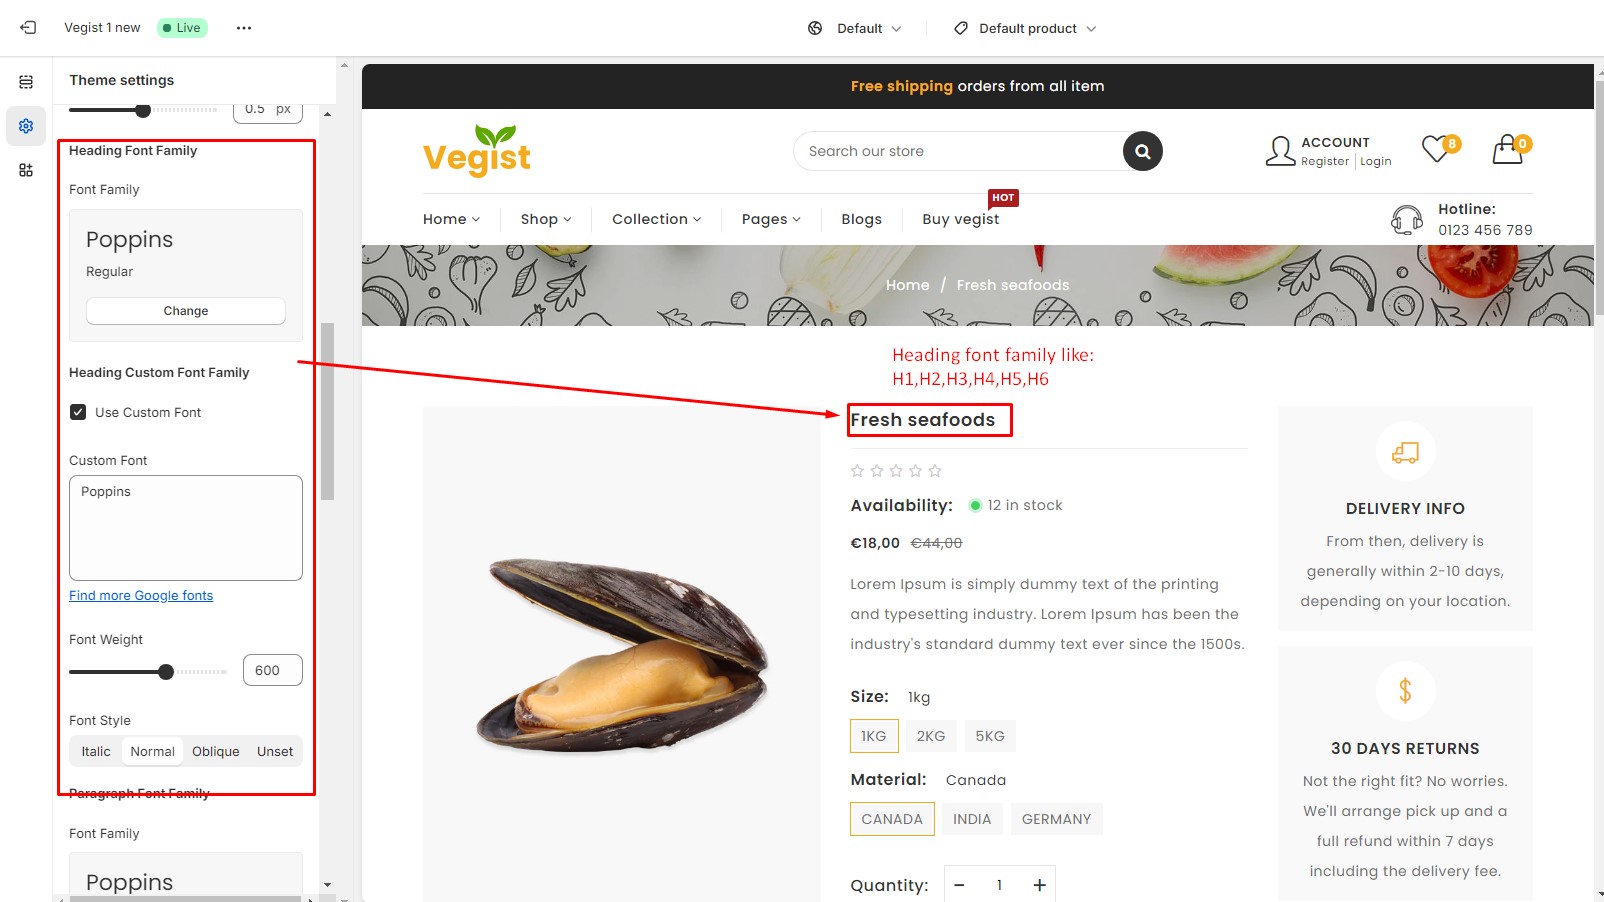 Vegist 1 new
Live
Default
Default product
Theme settings
0.5 px
Heading Font Family
Font Family
Poppins
Regular
Change
Heading Custom Font Family
Use Custom Font
Custom Font
Poppins
Find more Google fonts
Font Weight
600
Font Style
Italic Normal Oblique Unset
Paragraph Font Family
Font Family
Poppins
Free shipping orders from all item
Vegist
Search our store
ACCOUNT
Register Login
8
0
HOT
Home Shop Collection Pages Blogs Buy vegist
Hotline:
0123 456 789
Home / Fresh seafoods
Heading font family like:
H1,H2,H3,H4,H5,H6
Fresh seafoods
Availability: 12 in stock
€18,00 €44,00
Lorem Ipsum is simply dummy text of the printing
and typesetting industry. Lorem Ipsum has been the
industry's standard dummy text ever since the 1500s.
Size: 1kg
1KG 2KG 5KG
Material: Canada
CANADA INDIA GERMANY
Quantity: − 1 +
DELIVERY INFO
From then, delivery is
generally within 2-10 days,
depending on your location.
$
30 DAYS RETURNS
Not the right fit? No worries.
We'll arrange pick up and a
full refund within 7 days
including the delivery fee.